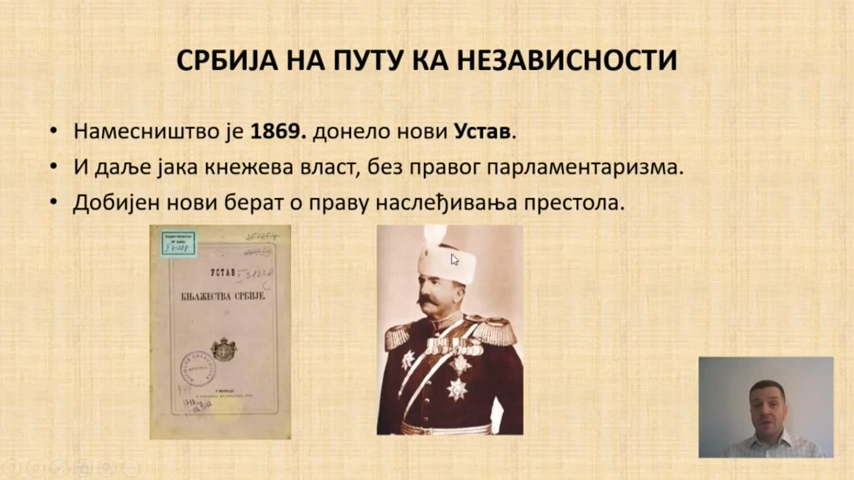 СРБИЈА НА ПУТУ КА НЕЗАВИСНОСТИ
• Намесништво је 1869. донело нови Устав.
• И даље јака кнежева власт, без правог парламентаризма.
• Добијен нови берат о праву наслеђивања престола.
УСТАВ
КЊАЖЕСТВА СРБИЈЕ.